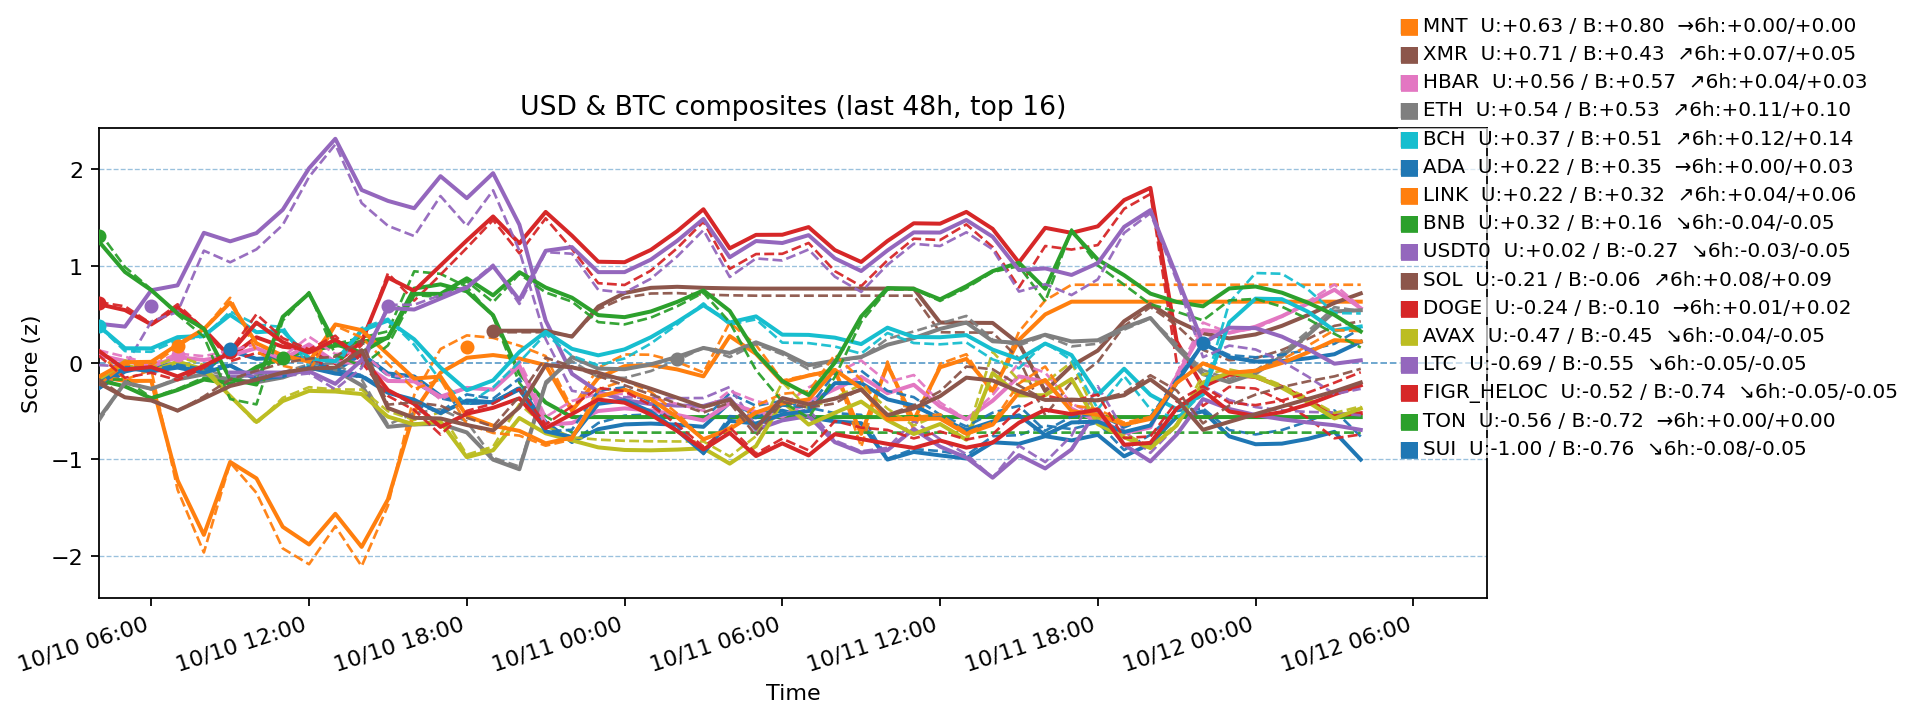 MNT  U:+0.63 / B:+0.80  →6h:+0.00/+0.00
XMR  U:+0.71 / B:+0.43  ↗6h:+0.07/+0.05
HBAR  U:+0.56 / B:+0.57  ↗6h:+0.04/+0.03
ETH  U:+0.54 / B:+0.53  ↗6h:+0.11/+0.10
BCH  U:+0.37 / B:+0.51  ↗6h:+0.12/+0.14
ADA  U:+0.22 / B:+0.35  →6h:+0.00/+0.03
LINK  U:+0.22 / B:+0.32  ↗6h:+0.04/+0.06
BNB  U:+0.32 / B:+0.16  ↘6h:-0.04/-0.05
USDT0  U:+0.02 / B:-0.27  ↘6h:-0.03/-0.05
SOL  U:-0.21 / B:-0.06  ↗6h:+0.08/+0.09
DOGE  U:-0.24 / B:-0.10  →6h:+0.01/+0.02
AVAX  U:-0.47 / B:-0.45  ↘6h:-0.04/-0.05
LTC  U:-0.69 / B:-0.55  ↘6h:-0.05/-0.05
FIGR_HELOC  U:-0.52 / B:-0.74  ↘6h:-0.05/-0.05
TON  U:-0.56 / B:-0.72  →6h:+0.00/+0.00
SUI  U:-1.00 / B:-0.76  ↘6h:-0.08/-0.05
USD & BTC composites (last 48h, top 16)
Score (z)
2
1
0
−1
−2
10/10 06:00
10/10 12:00
10/10 18:00
10/11 00:00
10/11 06:00
10/11 12:00
10/11 18:00
10/12 00:00
10/12 06:00
Time